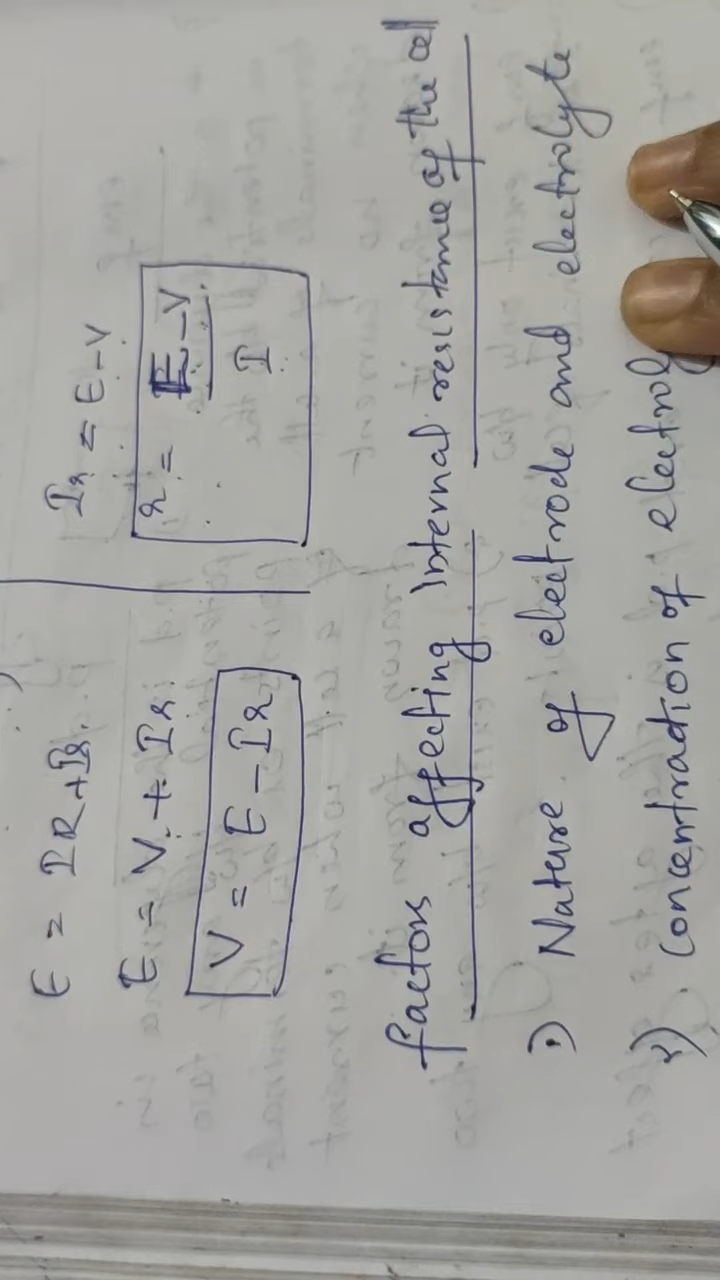 E = IR + Ir
E = V + Ir
V = E - Ir
Ir = E - V
r = E - V / I
factors affecting internal resistance of the cell
1) Nature of electrode and electrolyte
2) Concentration of